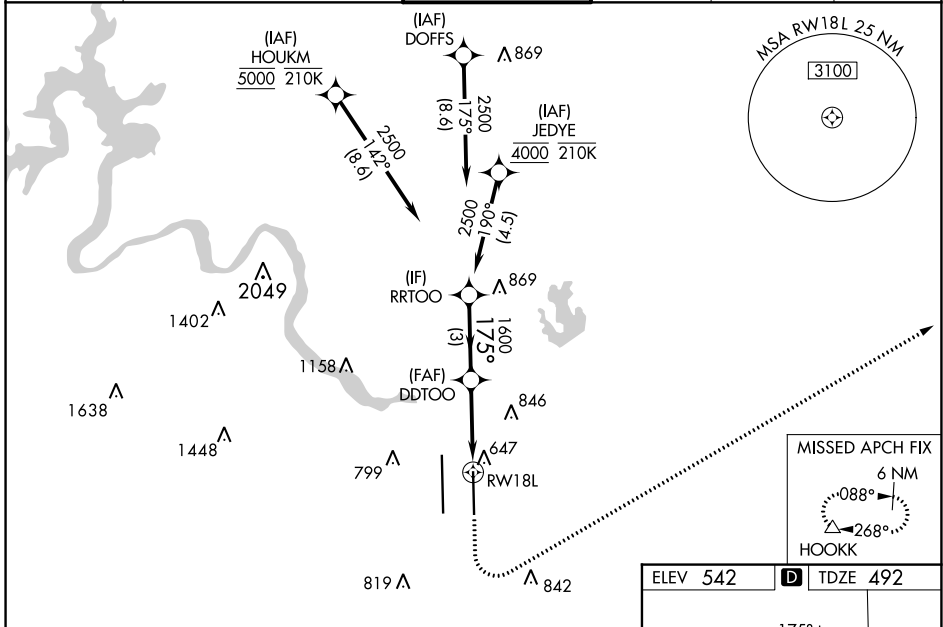 (IAF)
HOUKM
5000 210K
(IAF)
DOFFS
869
MSA RW18L 25 NM
3100
2500
142°
(8.6)
2500
175°
(8.6)
(IAF)
JEDYE
4000 210K
2500
190°
(4.5)
2049
1402
(IF)
RRTOO
869
1600
175°
(3)
1158
(FAF)
DDTOO
1638
846
1448
799
647
RW18L
MISSED APCH FIX
6 NM
088°
268°
HOOKK
819
842
ELEV 542 D TDZE 492
175°